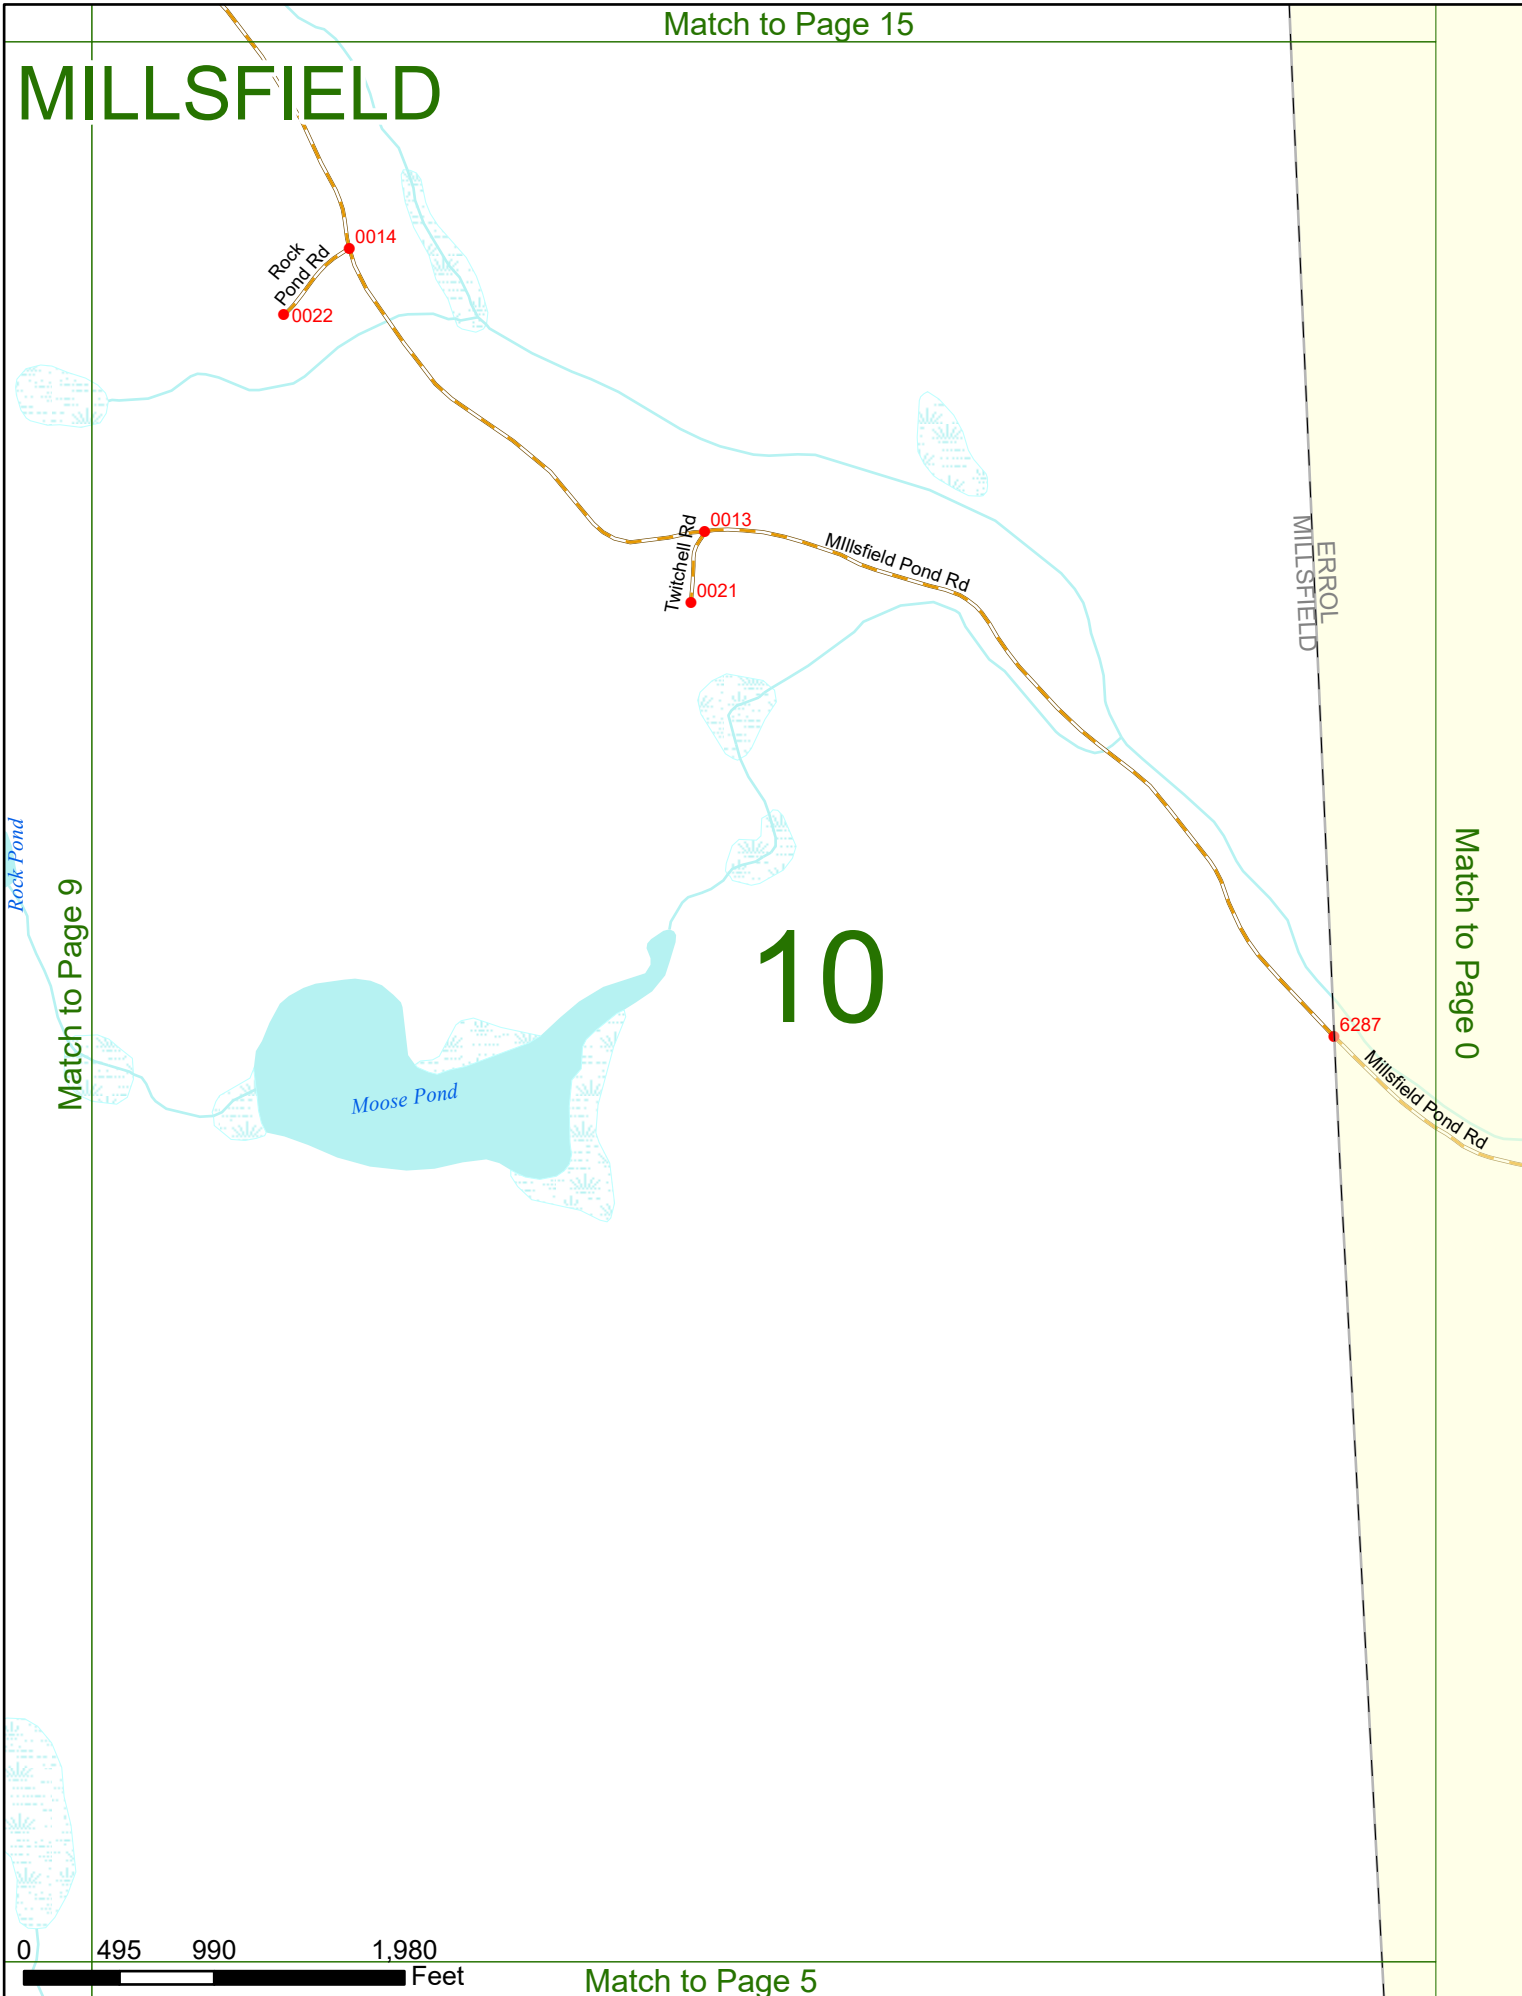 Match to Page 15
MILLSFIELD
0014
Rock
Pond Rd
0022
0013
Twitchell Rd
MIllsfield Pond Rd
0021
ERROL
MILLSFIELD
Rock Pond
Match to Page 9
Match to Page 0
10
6287
Millsfield Pond Rd
Moose Pond
0 495 990 1,980
Feet
Match to Page 5